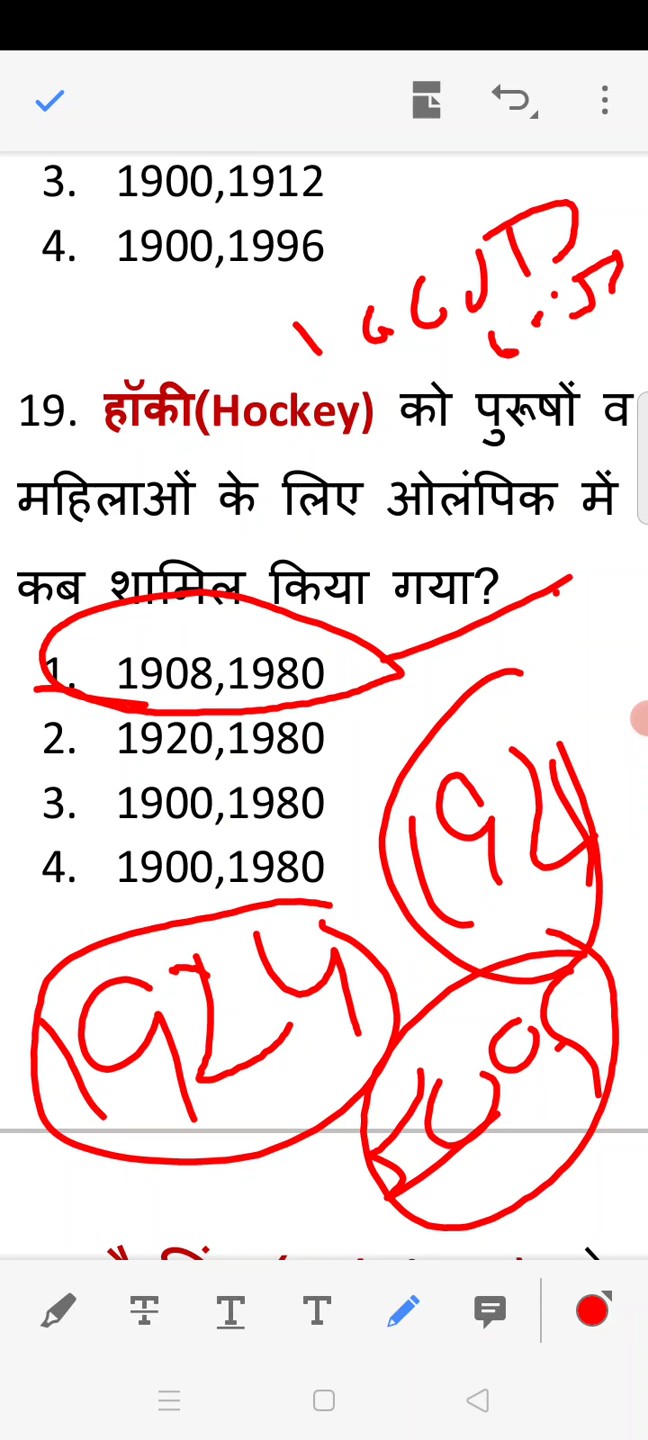 3. 1900,1912
4. 1900,1996
19. हॉकी(Hockey) को पुरूषों व
महिलाओं के लिए ओलंपिक में
कब शामिल किया गया?
1. 1908,1980
2. 1920,1980
3. 1900,1980
4. 1900,1980
1924